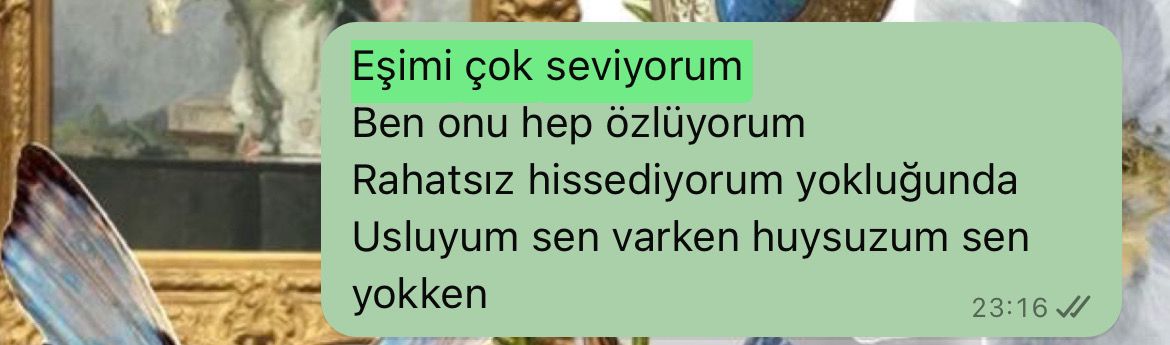 Eşimi çok seviyorum
Ben onu hep özlüyorum
Rahatsız hissediyorum yokluğunda
Usluyum sen varken huysuzum sen
yokken
23:16